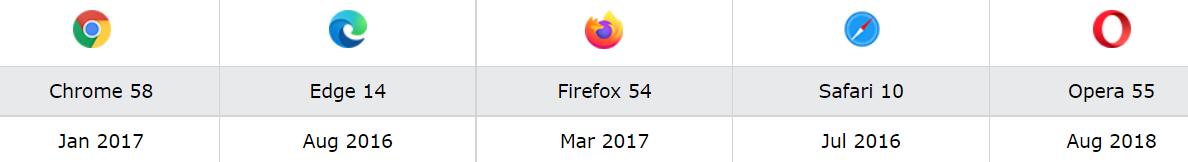 Chrome 58 Edge 14 Firefox 54 Safari 10 Opera 55
Jan 2017 Aug 2016 Mar 2017 Jul 2016 Aug 2018